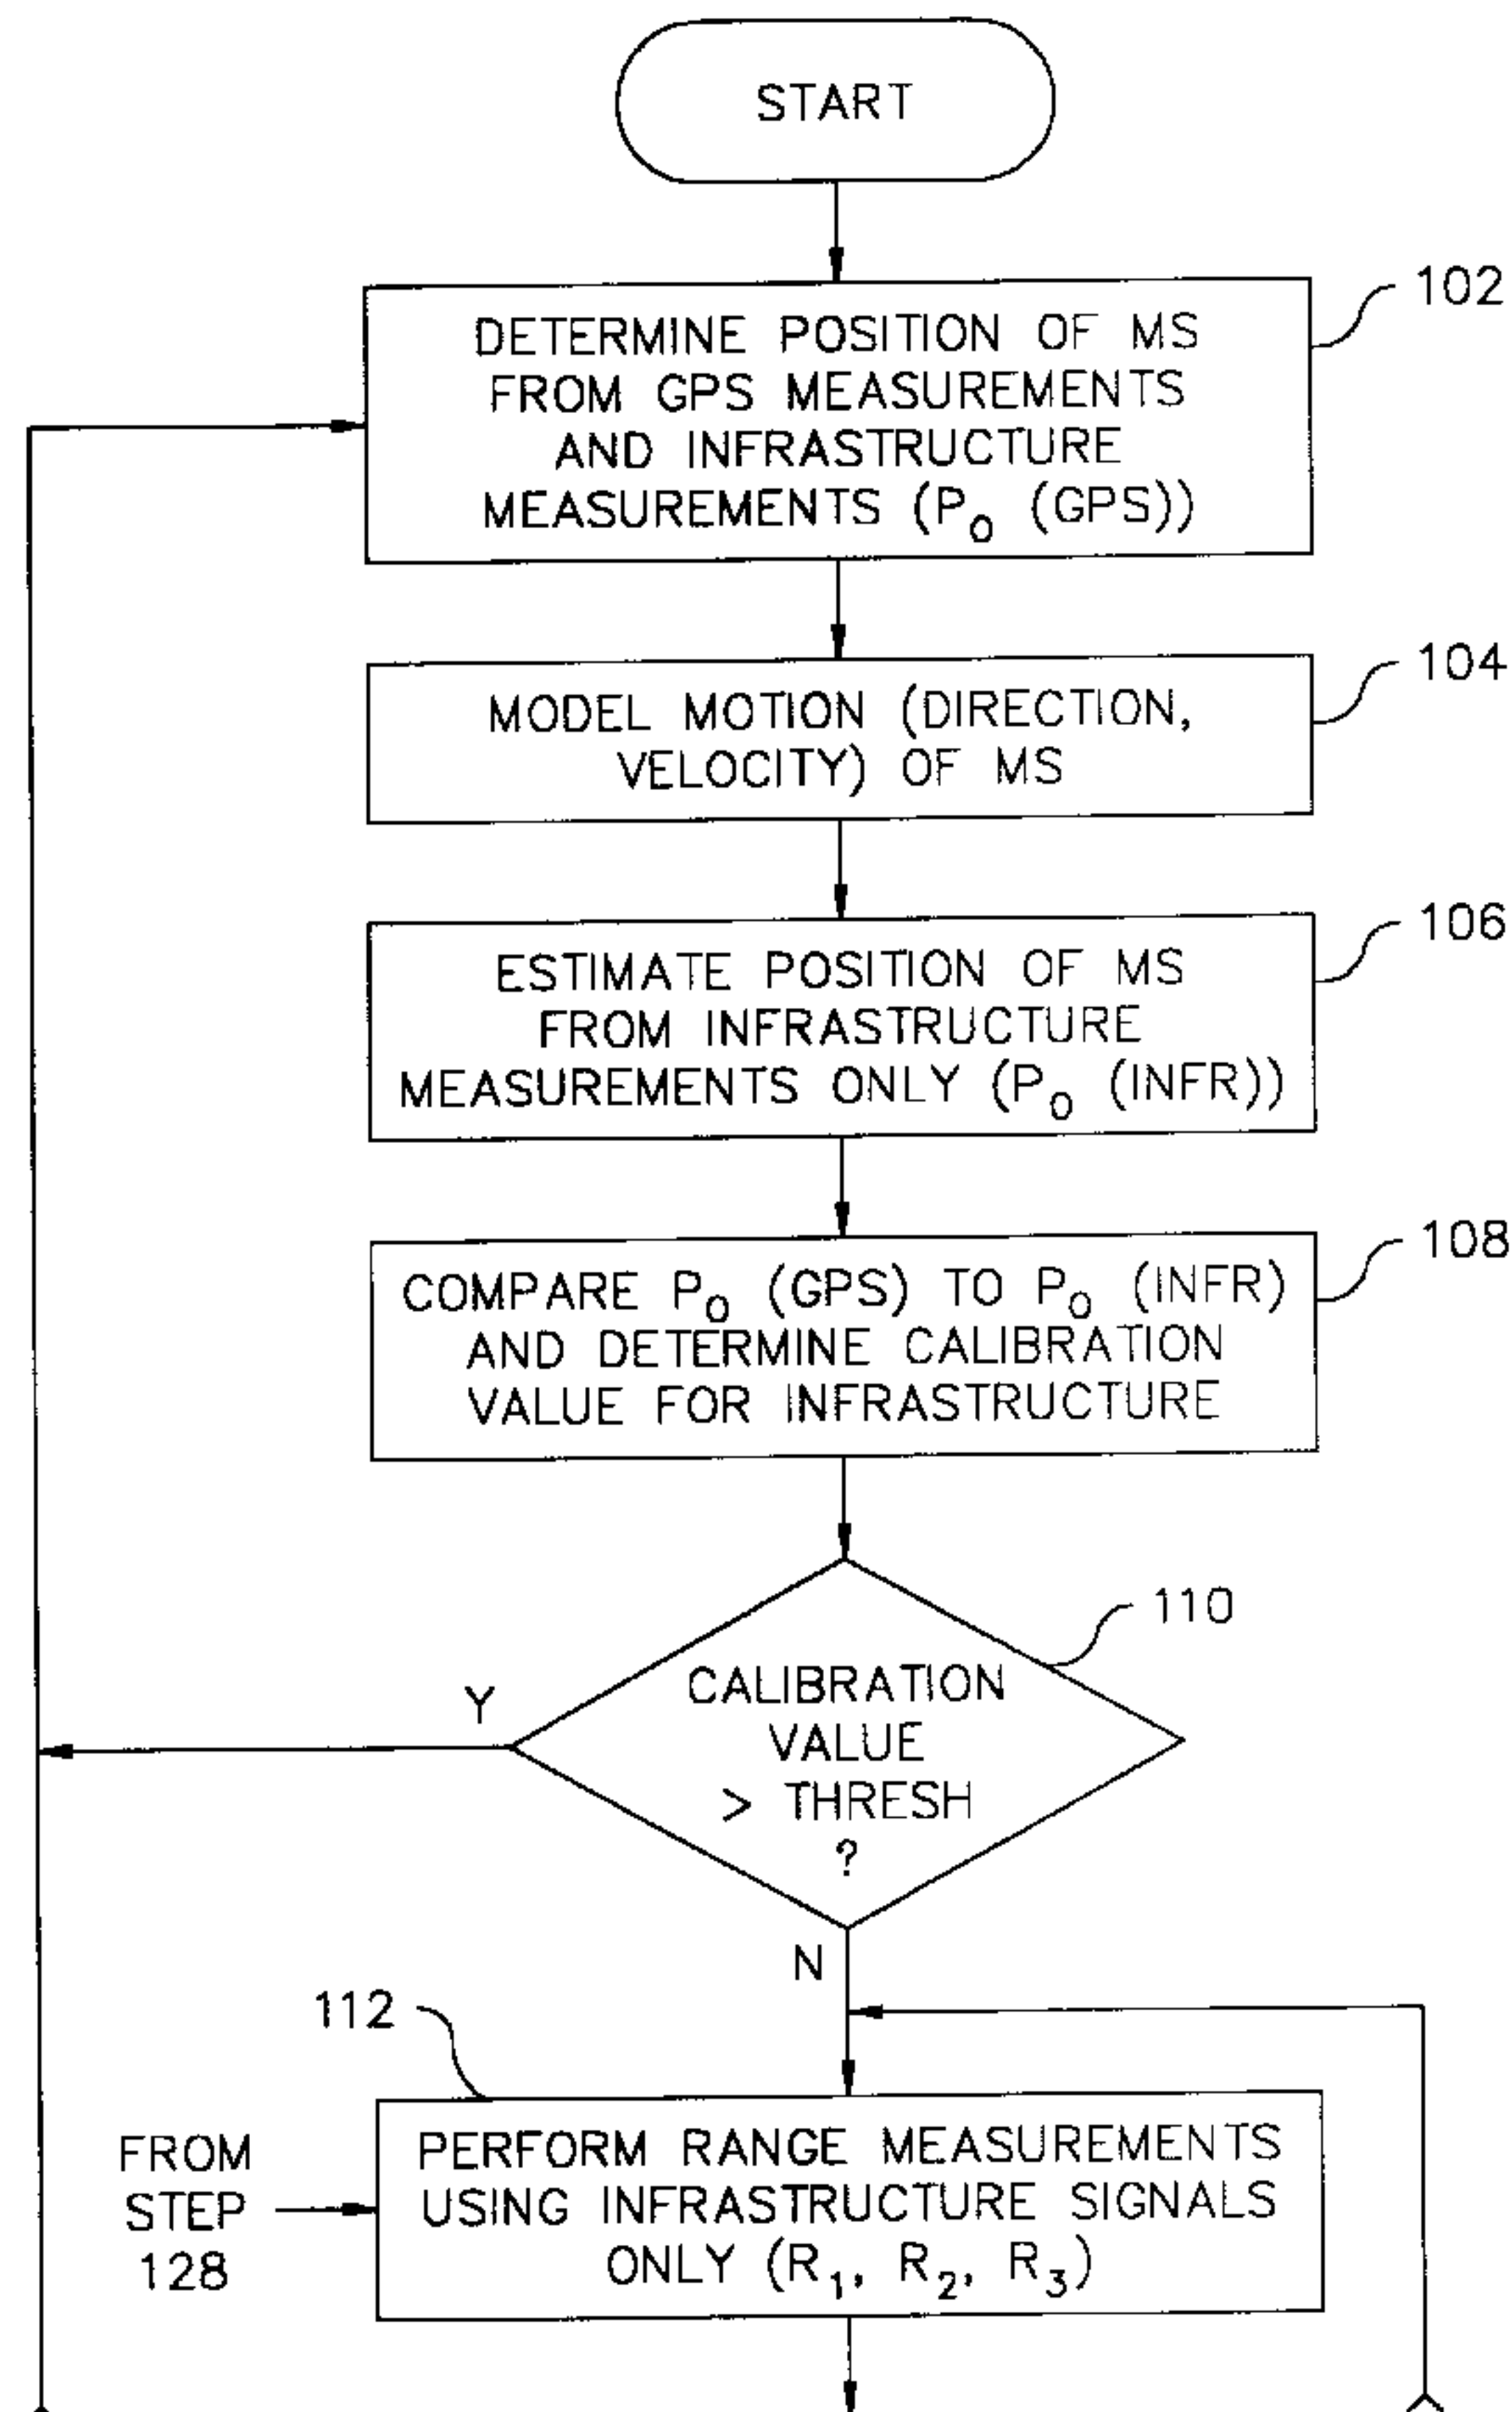 START
102
DETERMINE POSITION OF MS
FROM GPS MEASUREMENTS
AND INFRASTRUCTURE
MEASUREMENTS (P₀ (GPS))
104
MODEL MOTION (DIRECTION,
VELOCITY) OF MS
106
ESTIMATE POSITION OF MS
FROM INFRASTRUCTURE
MEASUREMENTS ONLY (P₀ (INFR))
108
COMPARE P₀ (GPS) TO P₀ (INFR)
AND DETERMINE CALIBRATION
VALUE FOR INFRASTRUCTURE
110
CALIBRATION
VALUE
> THRESH
?
Y
N
112
FROM
STEP
128
PERFORM RANGE MEASUREMENTS
USING INFRASTRUCTURE SIGNALS
ONLY (R₁, R₂, R₃)